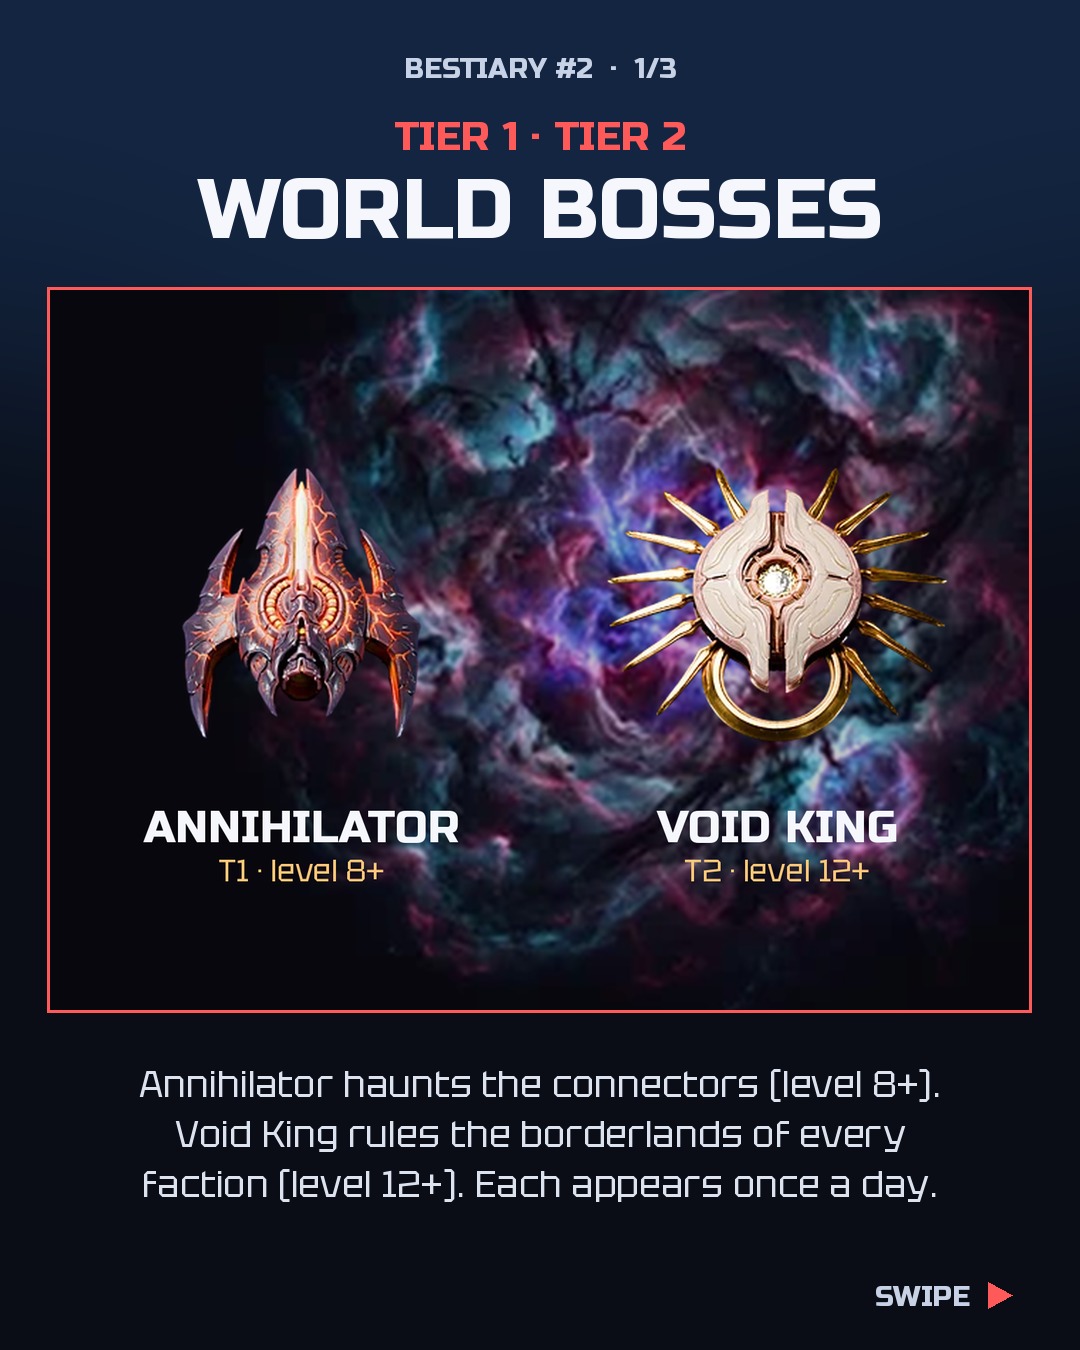 BESTIARY #2 · 1/3
TIER 1 · TIER 2
WORLD BOSSES
ANNIHILATOR
T1 · level 8+
VOID KING
T2 · level 12+
Annihilator haunts the connectors (level 8+).
Void King rules the borderlands of every
faction (level 12+). Each appears once a day.
SWIPE